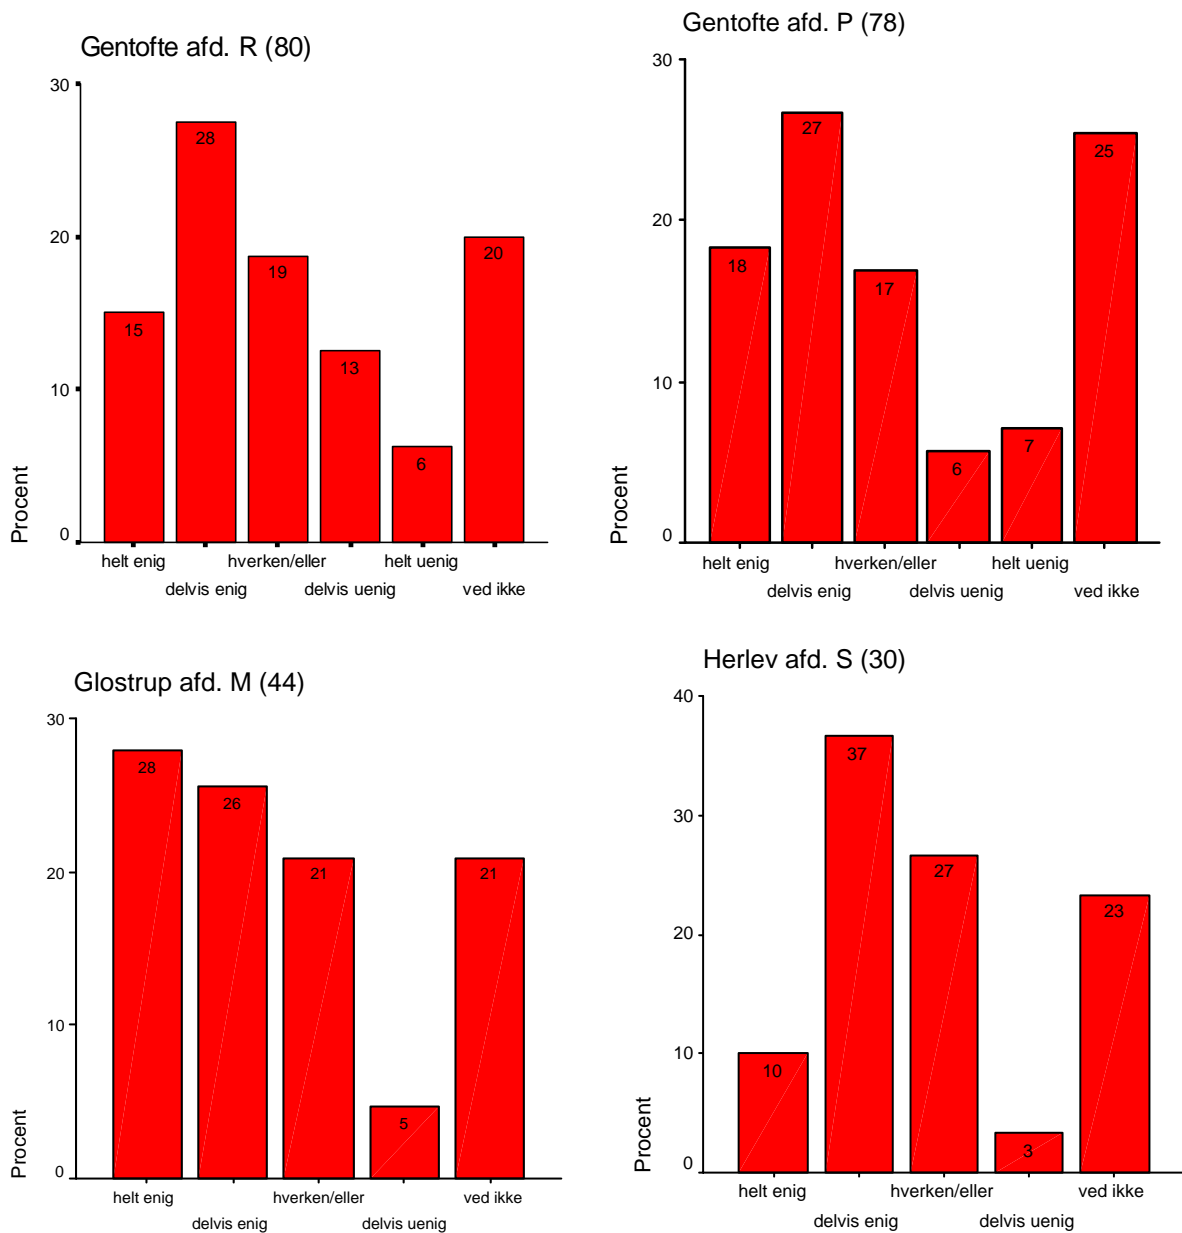 Gentofte afd. R (80)
30
20
10
0
Procent
15
28
19
13
6
20
helt enig
hverken/eller
helt uenig
delvis enig
delvis uenig
ved ikke
Gentofte afd. P (78)
30
20
10
0
Procent
18
27
17
6
7
25
helt enig
hverken/eller
helt uenig
delvis enig
delvis uenig
ved ikke
Glostrup afd. M (44)
30
20
10
0
Procent
28
26
21
5
21
helt enig
hverken/eller
ved ikke
delvis enig
delvis uenig
Herlev afd. S (30)
40
30
20
10
0
Procent
10
37
27
3
23
helt enig
hverken/eller
ved ikke
delvis enig
delvis uenig